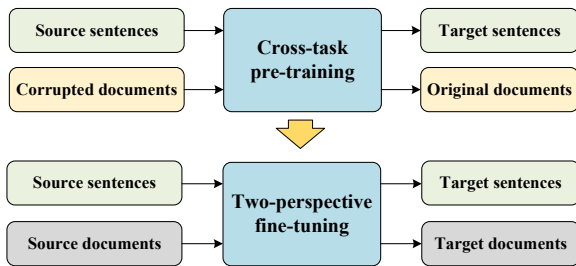 Source sentences
Cross-task
pre-training
Target sentences
Corrupted documents
Original documents
Source sentences
Two-perspective
fine-tuning
Target sentences
Source documents
Target documents